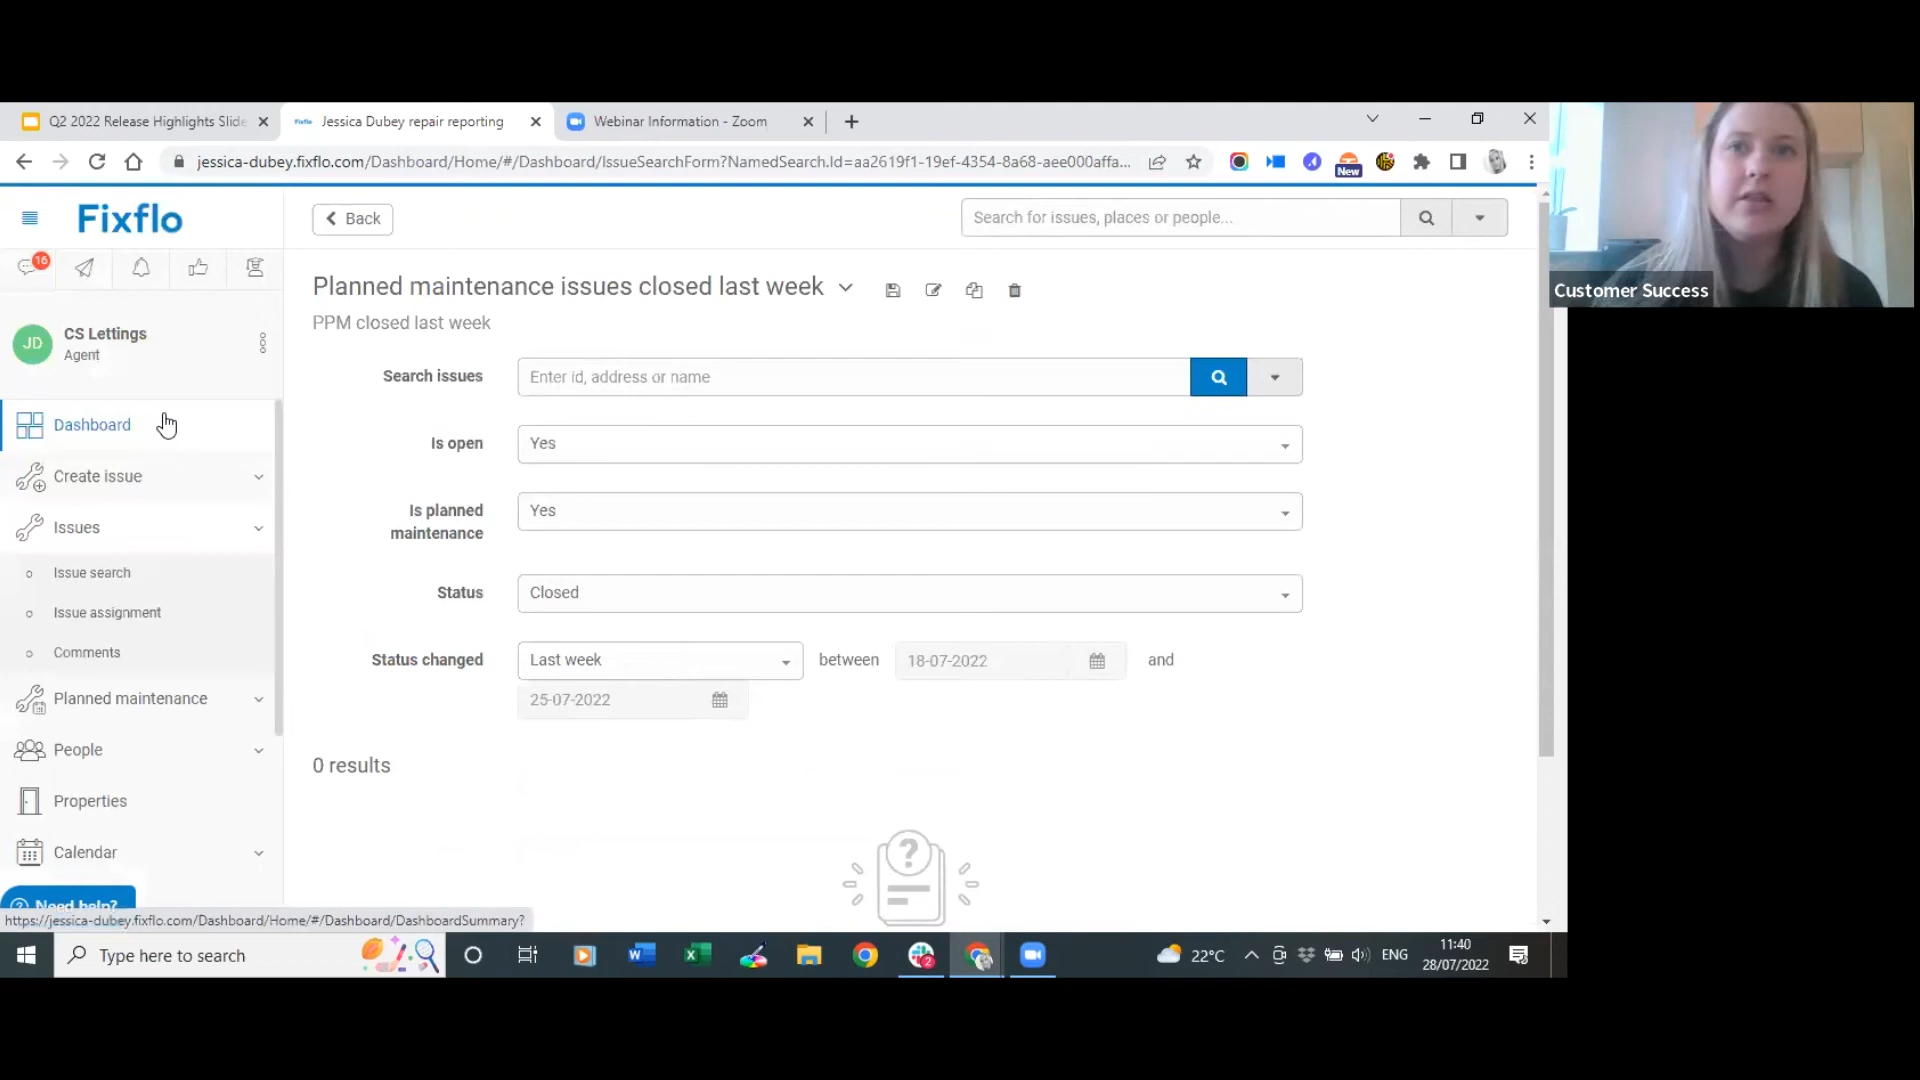 Q2 2022 Release Highlights Slide
Fixflo Jessica Dubey repair reporting
Webinar Information - Zoom
jessica-dubey.fixflo.com/Dashboard/Home/#/Dashboard/IssueSearchForm?NamedSearch.Id=aa2619f1-19ef-4354-8a68-aee000affa...
New
Fixflo
Back
Search for issues, places or people...
16
Planned maintenance issues closed last week
PPM closed last week
Customer Success
JD
CS Lettings
Agent
Search issues
Enter id, address or name
Dashboard
Is open
Yes
Create issue
Is planned
maintenance
Yes
Issues
Issue search
Status
Closed
Issue assignment
Comments
Status changed
Last week
between
18-07-2022
and
25-07-2022
Planned maintenance
People
0 results
Properties
Calendar
?
Need help?
https://jessica-dubey.fixflo.com/Dashboard/Home/#/Dashboard/DashboardSummary?
Type here to search
2
22°C
ENG
11:40
28/07/2022